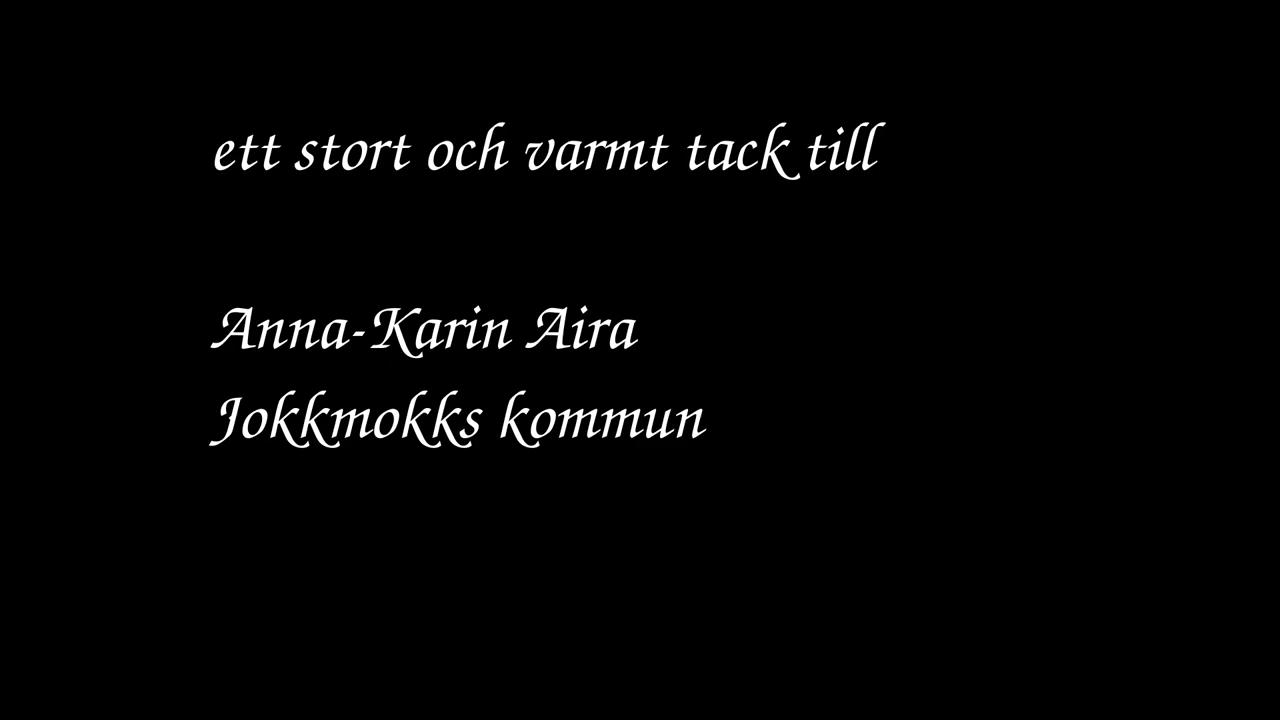 ett stort och varmt tack till
Anna-Karin Aira
Jokkmokks kommun